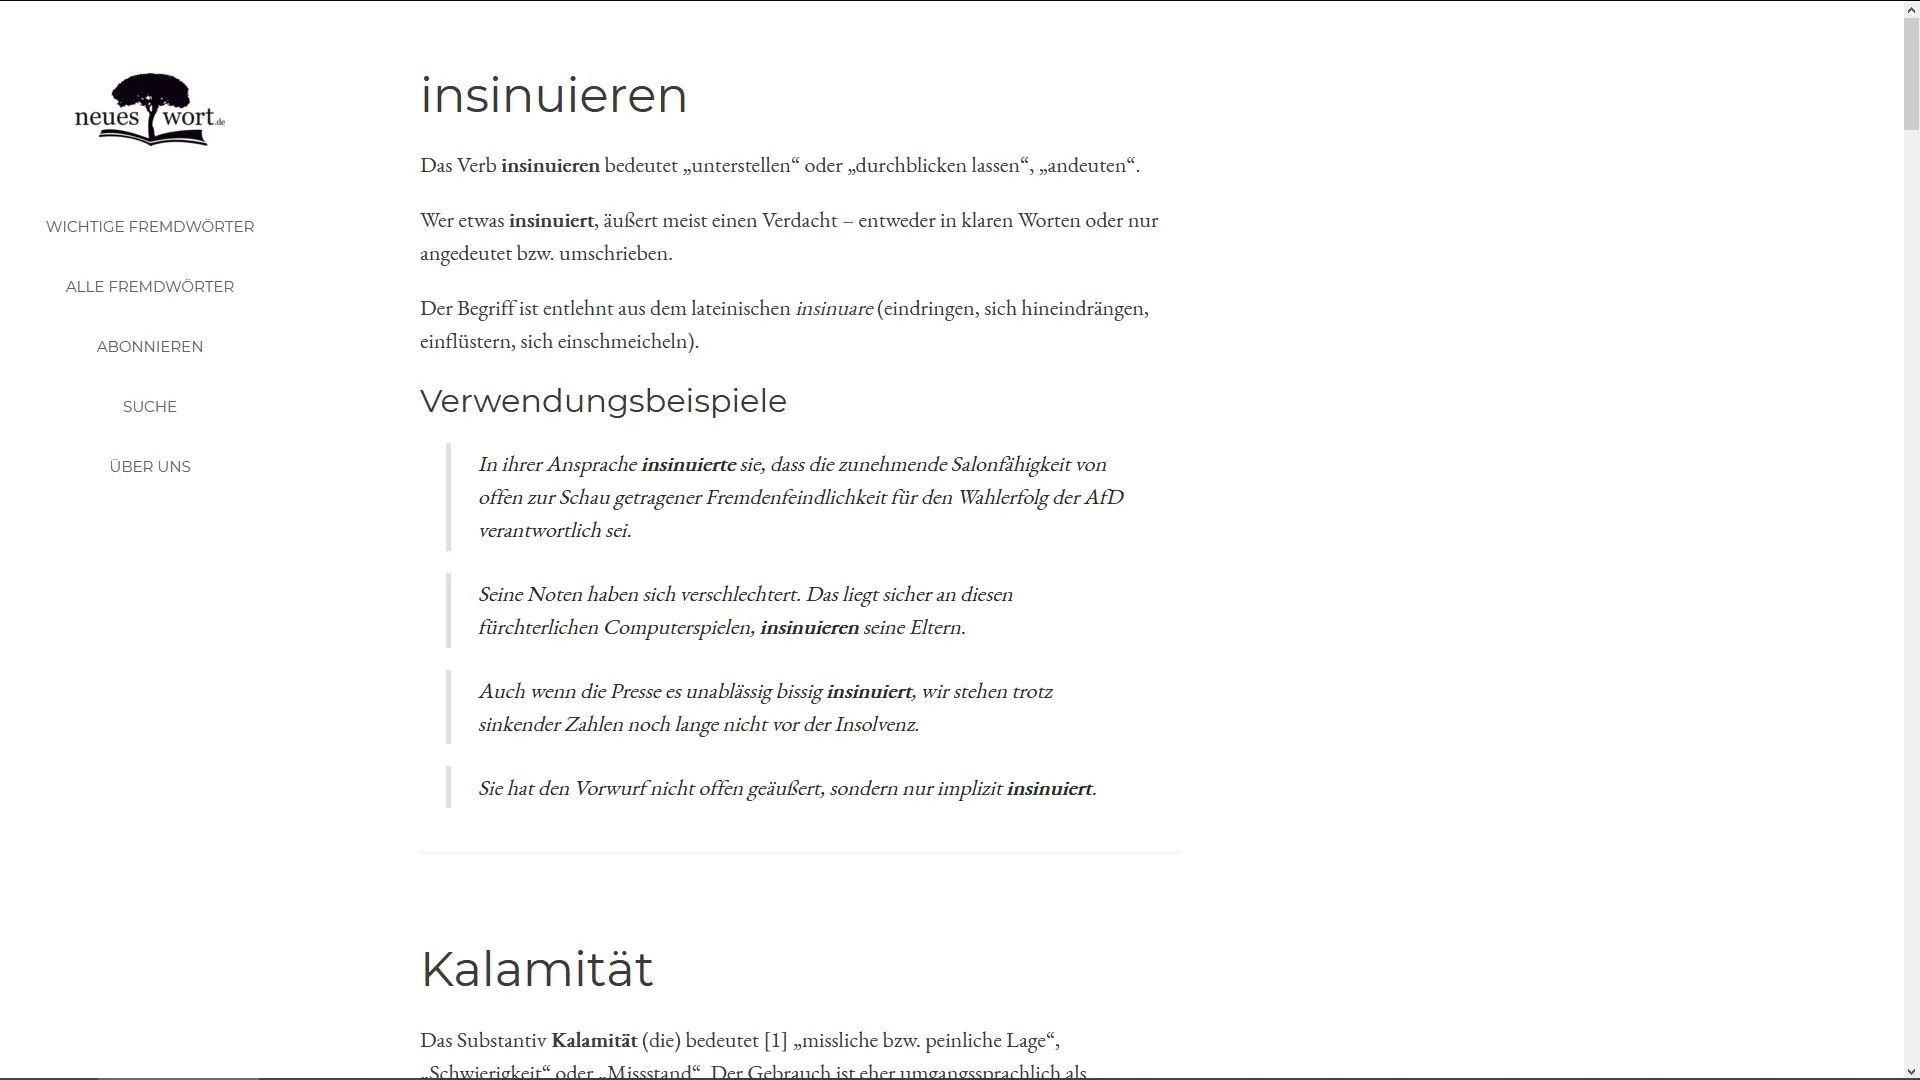 neues wort.de
WICHTIGE FREMDWÖRTER
ALLE FREMDWÖRTER
ABONNIEREN
SUCHE
ÜBER UNS
insinuieren
Das Verb insinuieren bedeutet „unterstellen“ oder „durchblicken lassen“, „andeuten“.
Wer etwas insinuiert, äußert meist einen Verdacht – entweder in klaren Worten oder nur
angedeutet bzw. umschrieben.
Der Begriff ist entlehnt aus dem lateinischen insinuare (eindringen, sich hineindrängen,
einflüstern, sich einschmeicheln).
Verwendungsbeispiele
In ihrer Ansprache insinuierte sie, dass die zunehmende Salonfähigkeit von
offen zur Schau getragener Fremdenfeindlichkeit für den Wahlerfolg der AfD
verantwortlich sei.
Seine Noten haben sich verschlechtert. Das liegt sicher an diesen
fürchterlichen Computerspielen, insinuieren seine Eltern.
Auch wenn die Presse es unablässig bissig insinuiert, wir stehen trotz
sinkender Zahlen noch lange nicht vor der Insolvenz.
Sie hat den Vorwurf nicht offen geäußert, sondern nur implizit insinuiert.
Kalamität
Das Substantiv Kalamität (die) bedeutet [1] „missliche bzw. peinliche Lage“,
„Schwierigkeit“ oder „Missstand“. Der Gebrauch ist eher umgangssprachlich als